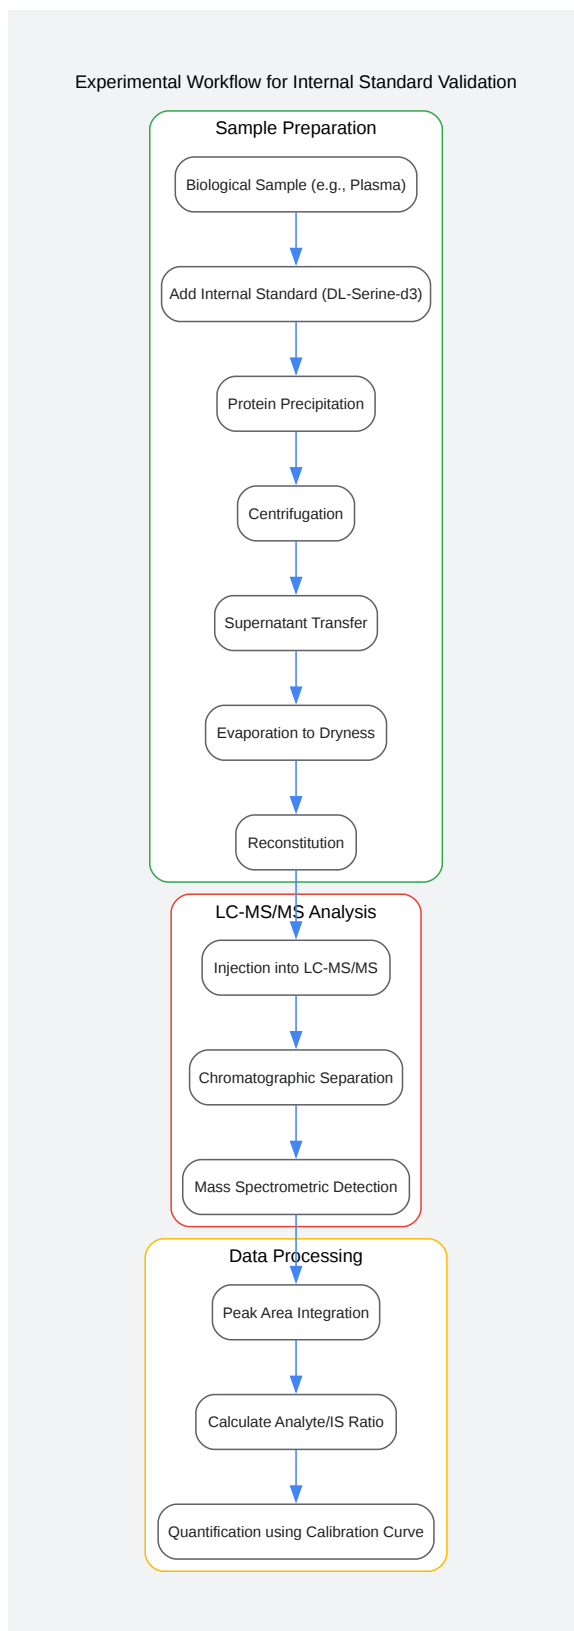 Experimental Workflow for Internal Standard Validation
Sample Preparation
Biological Sample (e.g., Plasma)
Add Internal Standard (DL-Serine-d3)
Protein Precipitation
Centrifugation
Supernatant Transfer
Evaporation to Dryness
Reconstitution
LC-MS/MS Analysis
Injection into LC-MS/MS
Chromatographic Separation
Mass Spectrometric Detection
Data Processing
Peak Area Integration
Calculate Analyte/IS Ratio
Quantification using Calibration Curve